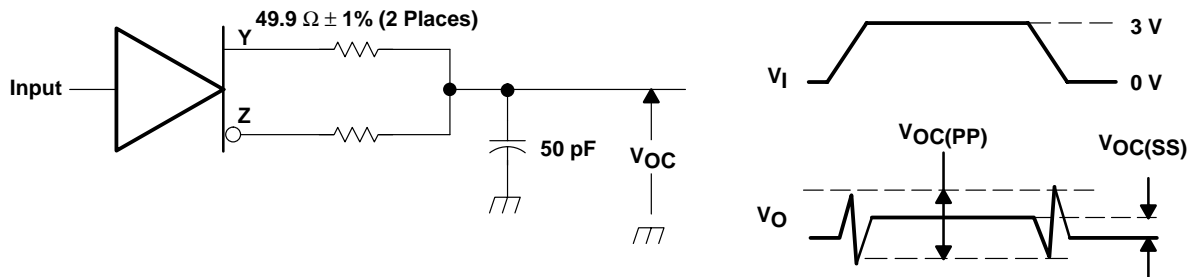 49.9 Ω ± 1% (2 Places)
Y
Input
Z
50 pF
VOC
3 V
VI
0 V
VOC(PP)
VOC(SS)
VO